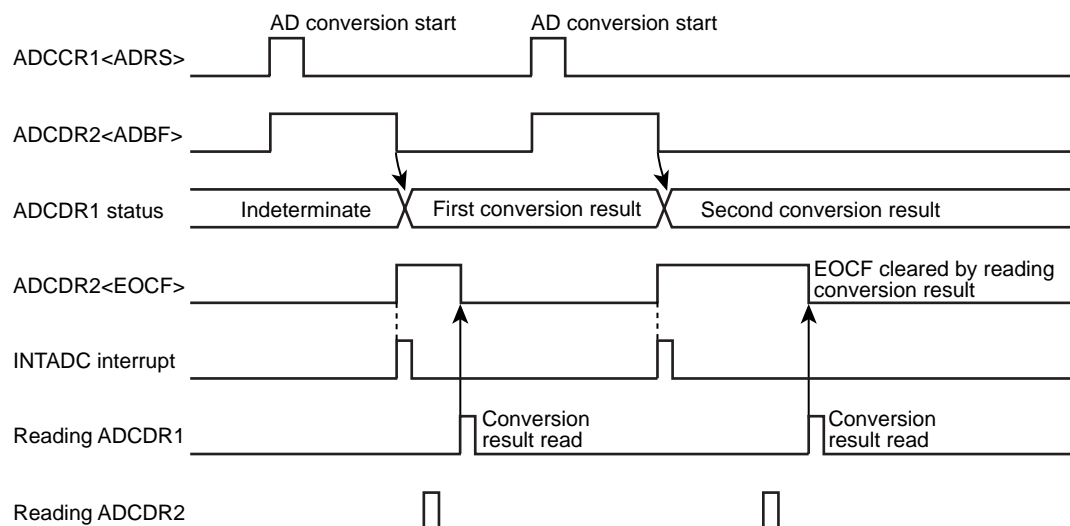 AD conversion start
AD conversion start
ADCCR1<ADRS>
ADCDR2<ADBF>
ADCDR1 status
Indeterminate
First conversion result
Second conversion result
ADCDR2<EOCF>
EOCF cleared by reading
conversion result
INTADC interrupt
Reading ADCDR1
Conversion
result read
Conversion
result read
Reading ADCDR2